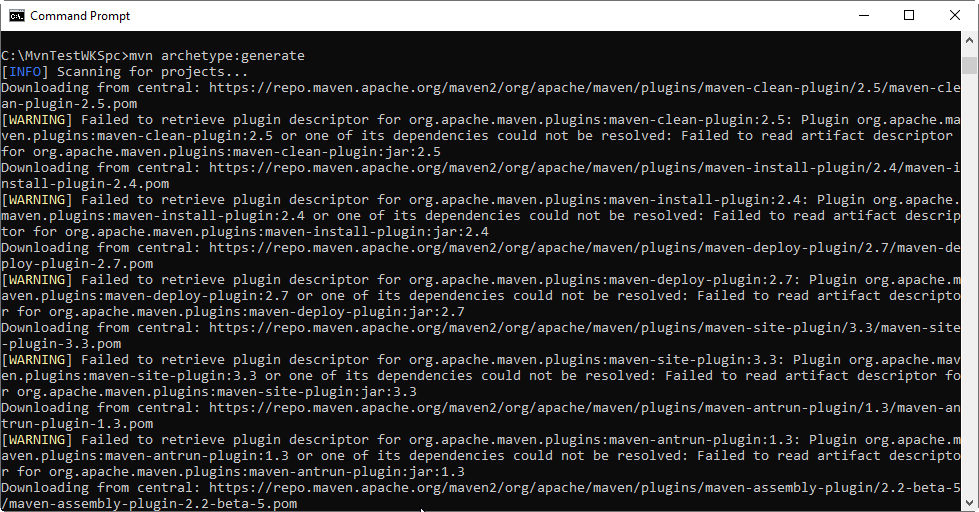 Command Prompt
C:\MvnTestWKSpc>mvn archetype:generate
[INFO] Scanning for projects...
Downloading from central: https://repo.maven.apache.org/maven2/org/apache/maven/plugins/maven-clean-plugin/2.5/maven-cle
an-plugin-2.5.pom
[WARNING] Failed to retrieve plugin descriptor for org.apache.maven.plugins:maven-clean-plugin:2.5: Plugin org.apache.ma
ven.plugins:maven-clean-plugin:2.5 or one of its dependencies could not be resolved: Failed to read artifact descriptor
for org.apache.maven.plugins:maven-clean-plugin:jar:2.5
Downloading from central: https://repo.maven.apache.org/maven2/org/apache/maven/plugins/maven-install-plugin/2.4/maven-i
nstall-plugin-2.4.pom
[WARNING] Failed to retrieve plugin descriptor for org.apache.maven.plugins:maven-install-plugin:2.4: Plugin org.apache.
maven.plugins:maven-install-plugin:2.4 or one of its dependencies could not be resolved: Failed to read artifact descrip
tor for org.apache.maven.plugins:maven-install-plugin:jar:2.4
Downloading from central: https://repo.maven.apache.org/maven2/org/apache/maven/plugins/maven-deploy-plugin/2.7/maven-de
ploy-plugin-2.7.pom
[WARNING] Failed to retrieve plugin descriptor for org.apache.maven.plugins:maven-deploy-plugin:2.7: Plugin org.apache.m
aven.plugins:maven-deploy-plugin:2.7 or one of its dependencies could not be resolved: Failed to read artifact descripto
r for org.apache.maven.plugins:maven-deploy-plugin:jar:2.7
Downloading from central: https://repo.maven.apache.org/maven2/org/apache/maven/plugins/maven-site-plugin/3.3/maven-site
-plugin-3.3.pom
[WARNING] Failed to retrieve plugin descriptor for org.apache.maven.plugins:maven-site-plugin:3.3: Plugin org.apache.mav
en.plugins:maven-site-plugin:3.3 or one of its dependencies could not be resolved: Failed to read artifact descriptor fo
r org.apache.maven.plugins:maven-site-plugin:jar:3.3
Downloading from central: https://repo.maven.apache.org/maven2/org/apache/maven/plugins/maven-antrun-plugin/1.3/maven-an
trun-plugin-1.3.pom
[WARNING] Failed to retrieve plugin descriptor for org.apache.maven.plugins:maven-antrun-plugin:1.3: Plugin org.apache.m
aven.plugins:maven-antrun-plugin:1.3 or one of its dependencies could not be resolved: Failed to read artifact descripto
r for org.apache.maven.plugins:maven-antrun-plugin:jar:1.3
Downloading from central: https://repo.maven.apache.org/maven2/org/apache/maven/plugins/maven-assembly-plugin/2.2-beta-5
/maven-assembly-plugin-2.2-beta-5.pom